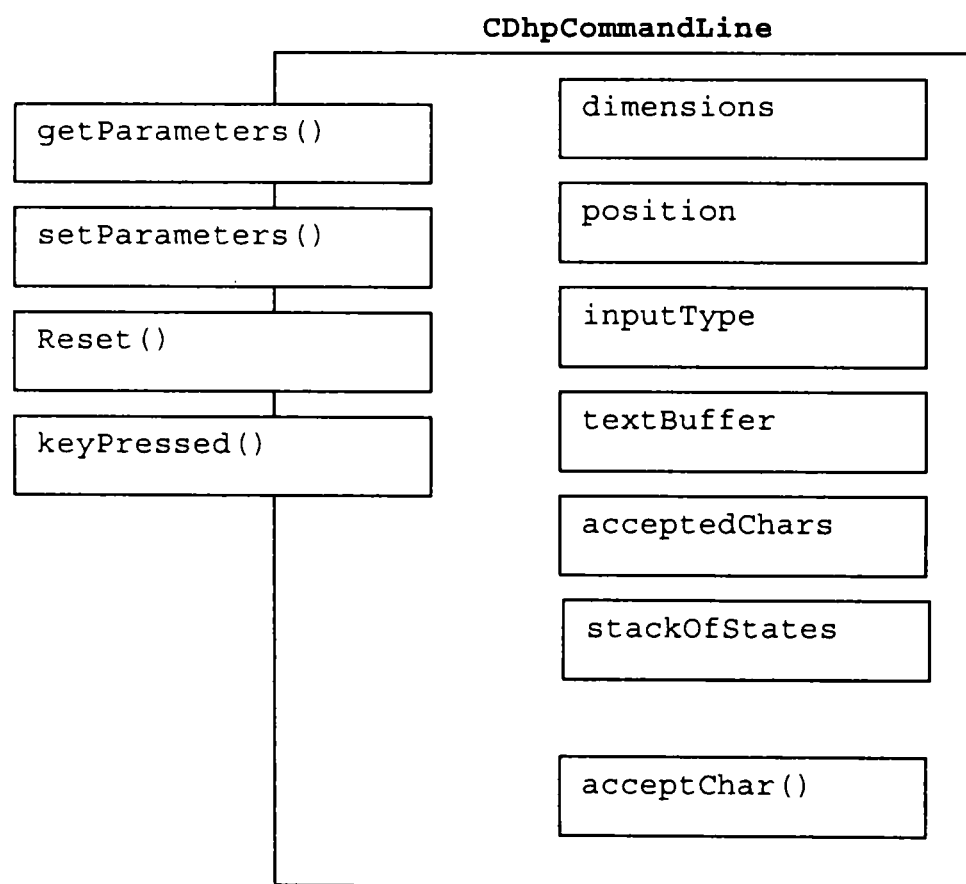 CDhpCommandLine
getParameters()
setParameters()
Reset()
keyPressed()
dimensions
position
inputType
textBuffer
acceptedChars
stackOfStates
acceptChar()